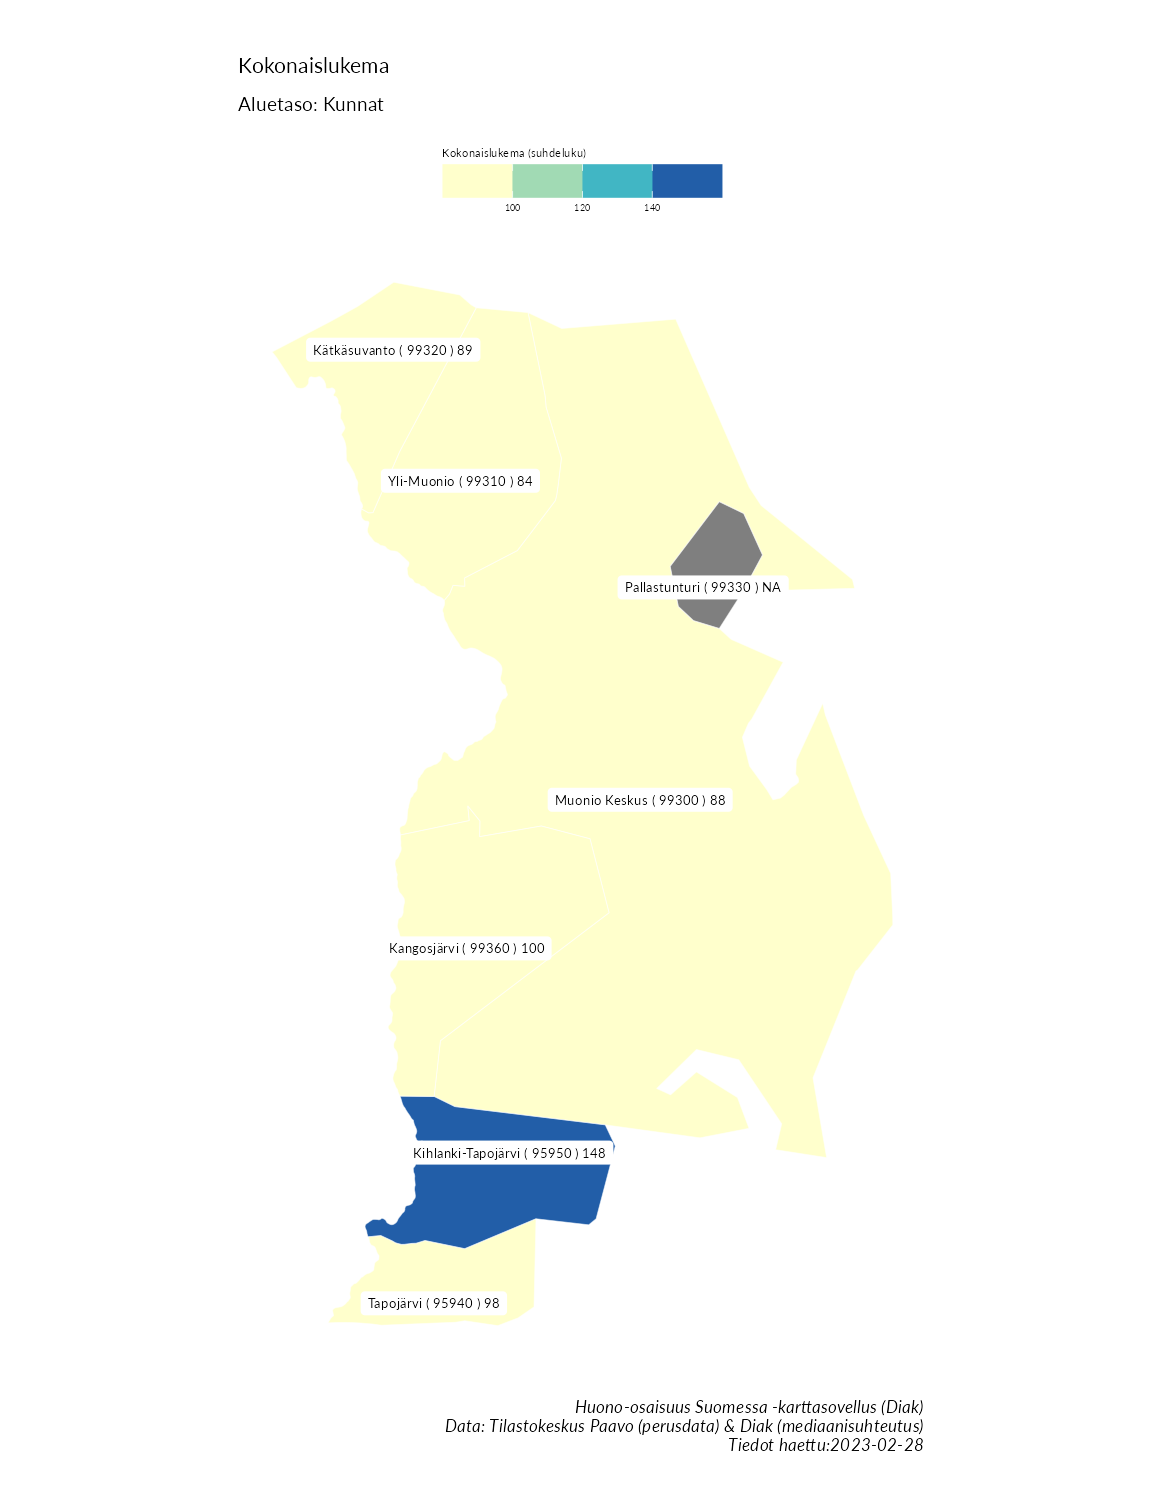 Kokonaislukema
Aluetaso: Kunnat
Kokonaislukema (suhdeluku)
100 120 140
Kätkäsuvanto ( 99320 ) 89
Yli-Muonio ( 99310 ) 84
Pallastunturi ( 99330 ) NA
Muonio Keskus ( 99300 ) 88
Kangosjärvi ( 99360 ) 100
Kihlanki-Tapojärvi ( 95950 ) 148
Tapojärvi ( 95940 ) 98
Huono-osaisuus Suomessa -karttasovellus (Diak)
Data: Tilastokeskus Paavo (perusdata) & Diak (mediaanisuhteutus)
Tiedot haettu:2023-02-28